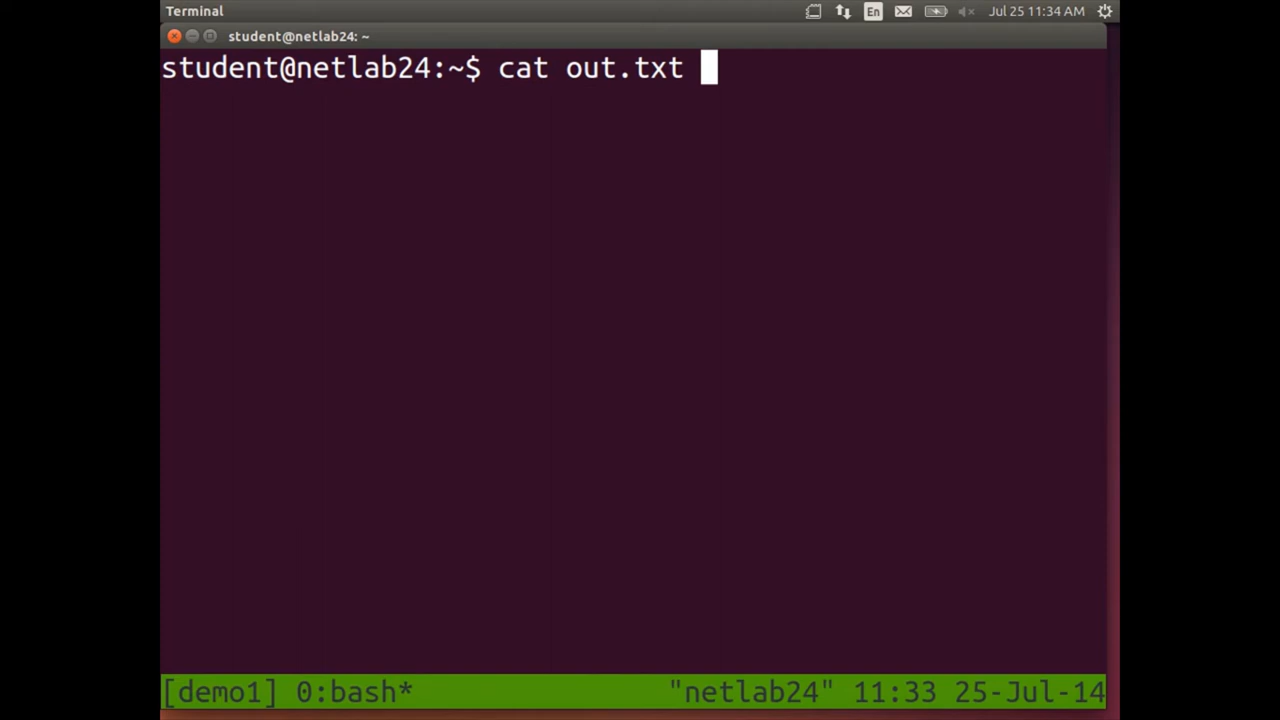 Terminal En Jul 25 11:34 AM
student@netlab24: ~
student@netlab24:~$ cat out.txt
[demo1] 0:bash* "netlab24" 11:33 25-Jul-14